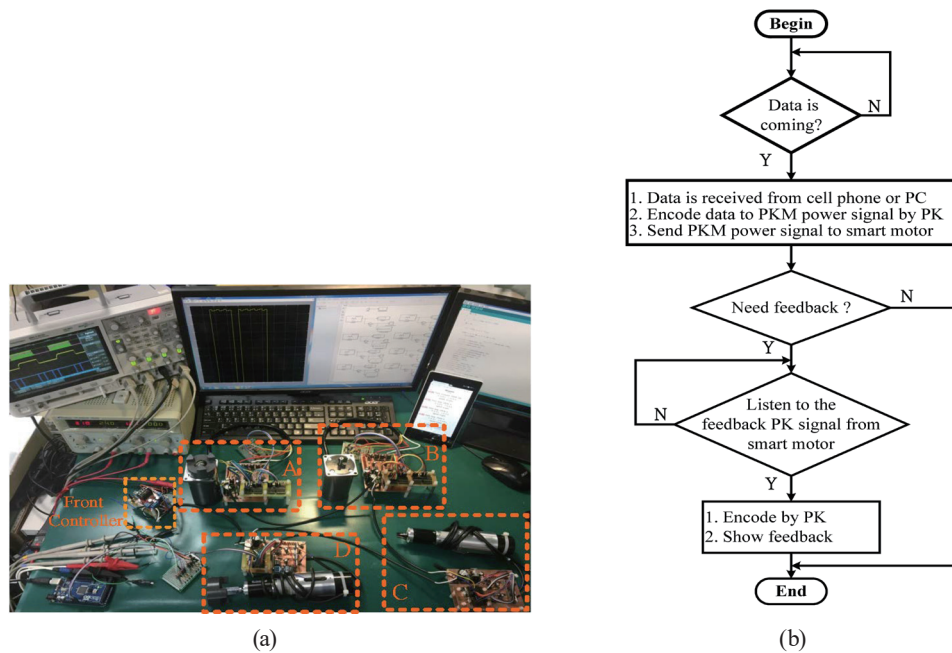 A
B
Front
Controller
D
C
(a)
Begin
Data is
coming?
N
Y
1. Data is received from cell phone or PC
2. Encode data to PKM power signal by PK
3. Send PKM power signal to smart motor
Need feedback ?
N
Y
Listen to the
feedback PK signal from
smart motor
N
Y
1. Encode by PK
2. Show feedback
End
(b)